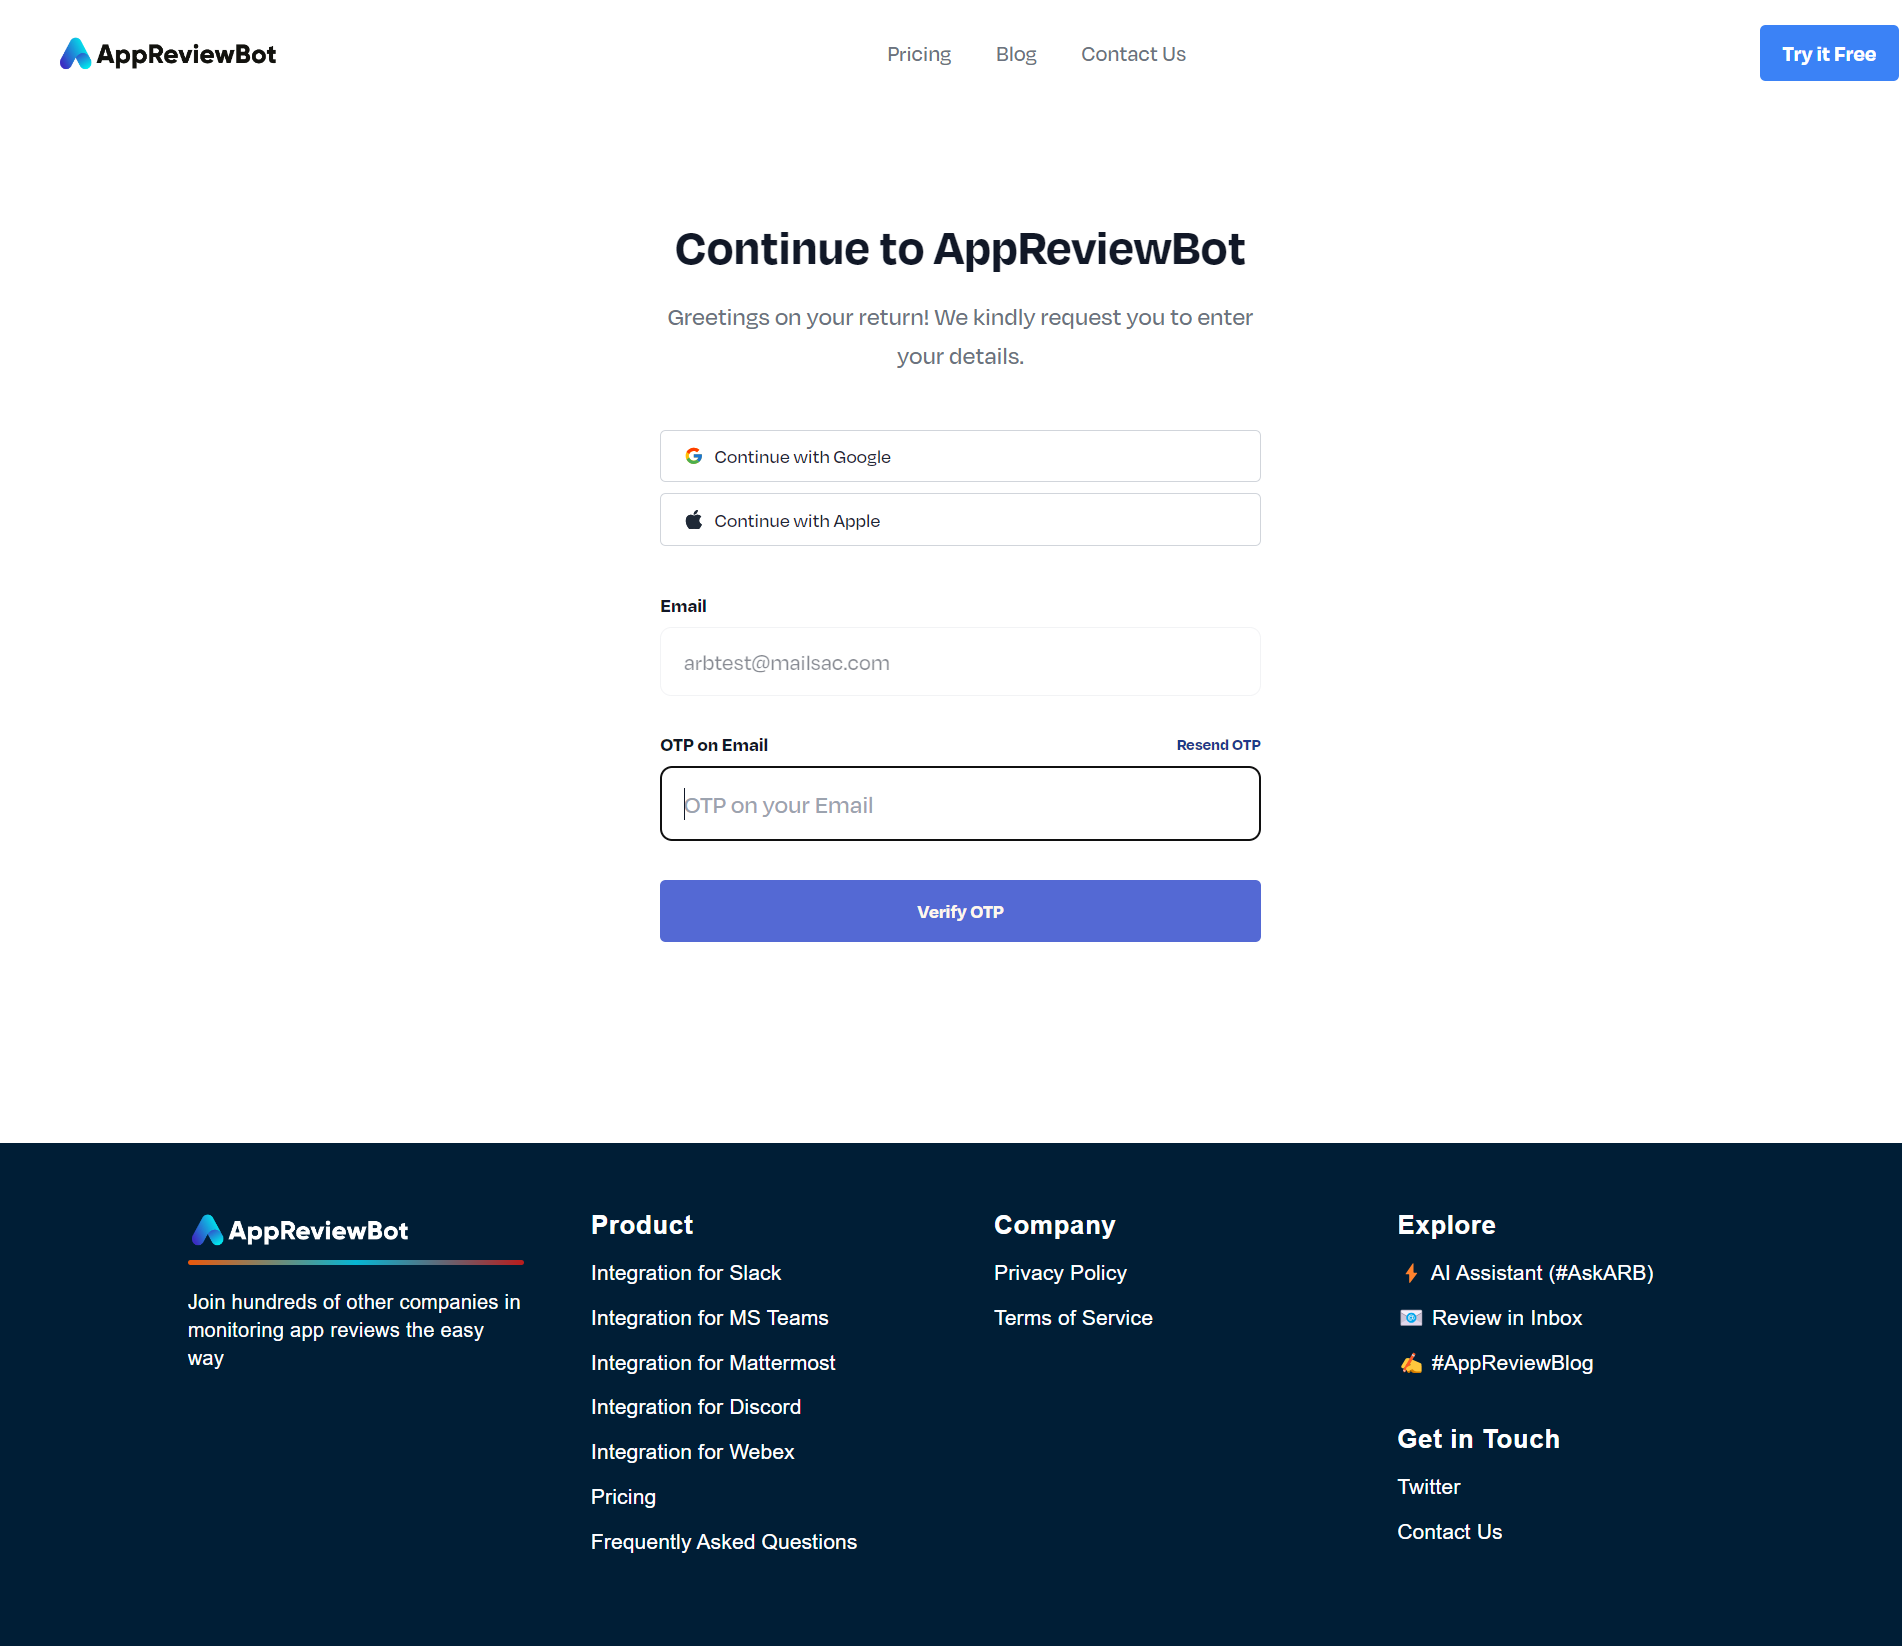 AppReviewBot
Pricing
Blog
Contact Us
Try it Free
Continue to AppReviewBot
Greetings on your return! We kindly request you to enter
your details.
Continue with Google
Continue with Apple
Email
arbtest@mailsac.com
OTP on Email
Resend OTP
OTP on your Email
Verify OTP
AppReviewBot
Join hundreds of other companies in
monitoring app reviews the easy
way
Product
Integration for Slack
Integration for MS Teams
Integration for Mattermost
Integration for Discord
Integration for Webex
Pricing
Frequently Asked Questions
Company
Privacy Policy
Terms of Service
Explore
⚡ AI Assistant (#AskARB)
📧 Review in Inbox
✍️ #AppReviewBlog
Get in Touch
Twitter
Contact Us